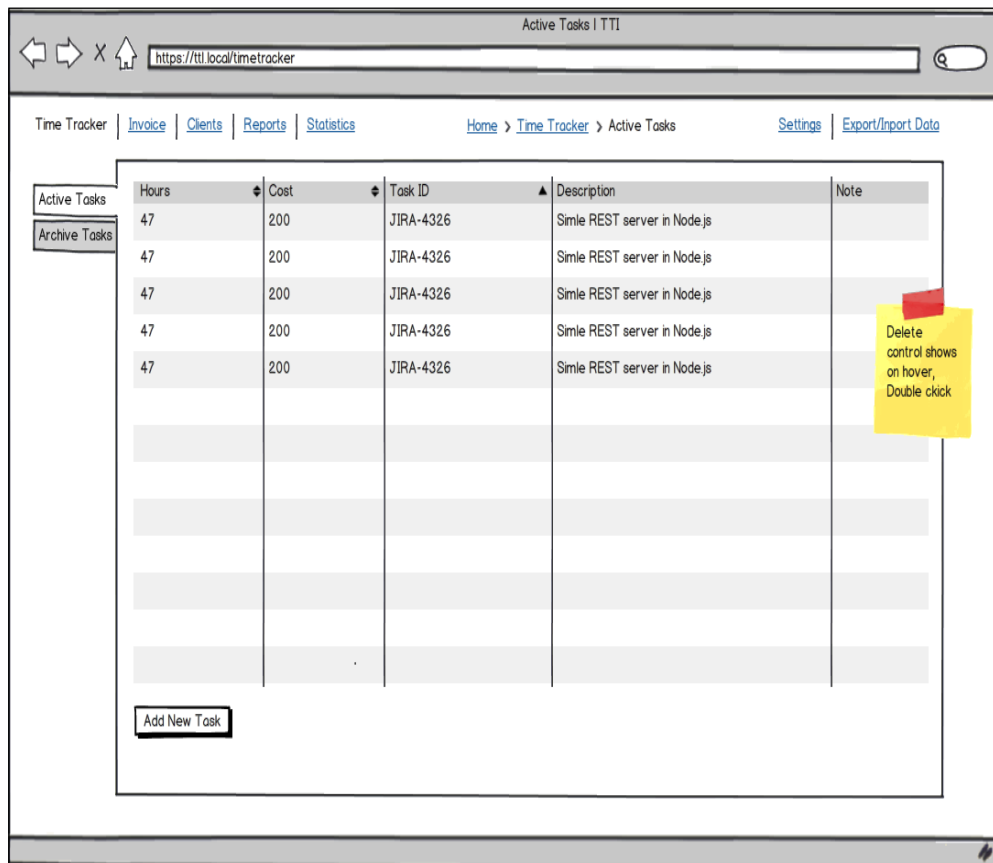 Active Tasks | TTI
https://ttl.local/timetracker
Time Tracker Invoice Clients Reports Statistics Home > Time Tracker > Active Tasks Settings Export/Inport Data
Active Tasks
Archive Tasks
Hours Cost Task ID Description Note
47 200 JIRA-4326 Simle REST server in Node.js
47 200 JIRA-4326 Simle REST server in Node.js
47 200 JIRA-4326 Simle REST server in Node.js
47 200 JIRA-4326 Simle REST server in Node.js
47 200 JIRA-4326 Simle REST server in Node.js
Delete
control shows
on hover,
Double ckick
Add New Task